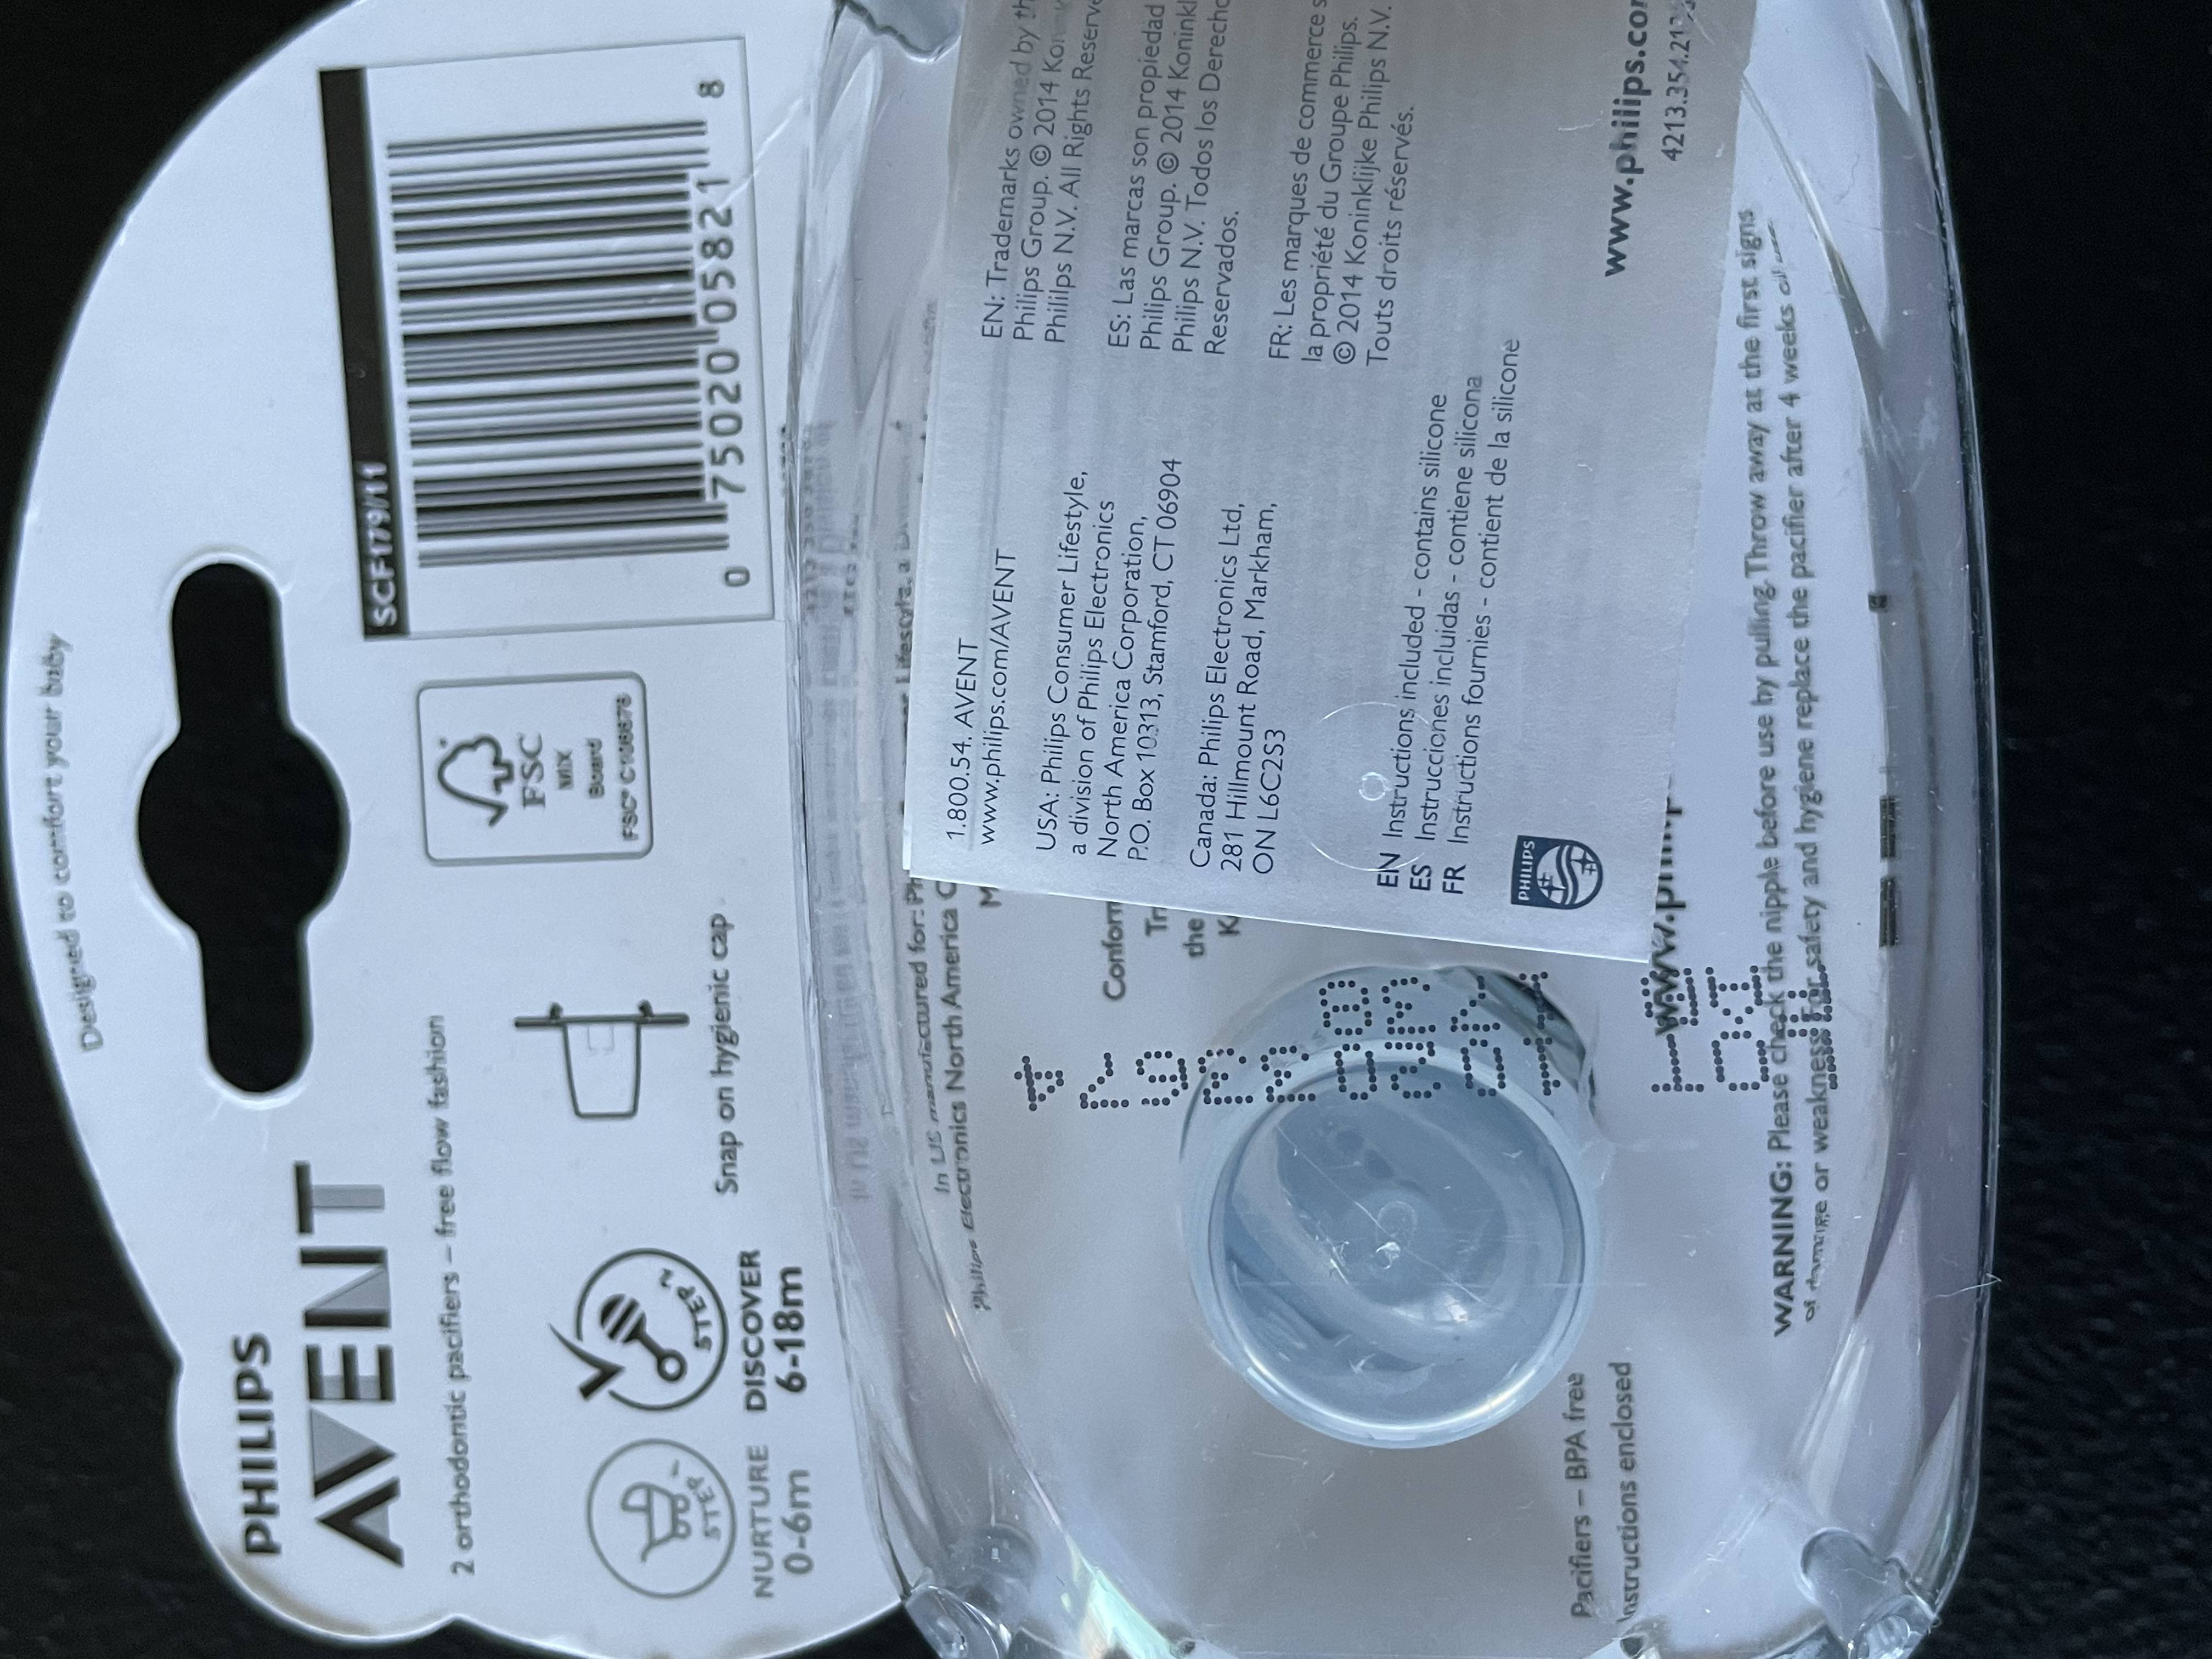 Designed to comfort your baby
PHILIPS
AVENT
2 orthodontic pacifiers – free flow fashion
SCF179/11
0 75020 05821 8
FSC
MIX
Board
STEP 1
NURTURE
0-6m
STEP 2
DISCOVER
6-18m
Snap on hygienic cap
In US manufactured for:
Philips Electronics North America
Conform
the
1.800.54. AVENT
www.philips.com/AVENT
USA: Philips Consumer Lifestyle,
a division of Philips Electronics
North America Corporation,
P.O. Box 10313, Stamford, CT 06904
Canada: Philips Electronics Ltd,
281 Hillmount Road, Markham,
ON L6C2S3
EN Instructions included - contains silicone
ES Instrucciones incluidas - contiene silicona
FR Instructions fournies - contient de la silicone
PHILIPS
EN: Trademarks owned by
Philips Group. © 2014
Philips N.V. All Rights
ES: Las marcas son propiedad
Philips Group. © 2014
Philips N.V. Todos los
Reservados.
FR: Les marques de commerce
la propriété du Groupe Philips.
© 2014 Koninklijke Philips N.V.
Touts droits réservés.
www.philips.com
Pacifiers – BPA free
Instructions enclosed
WARNING: Please check the nipple before use by pulling. Throw away at the first signs
of damage or weakness. For safety and hygiene replace the pacifier after 4 weeks